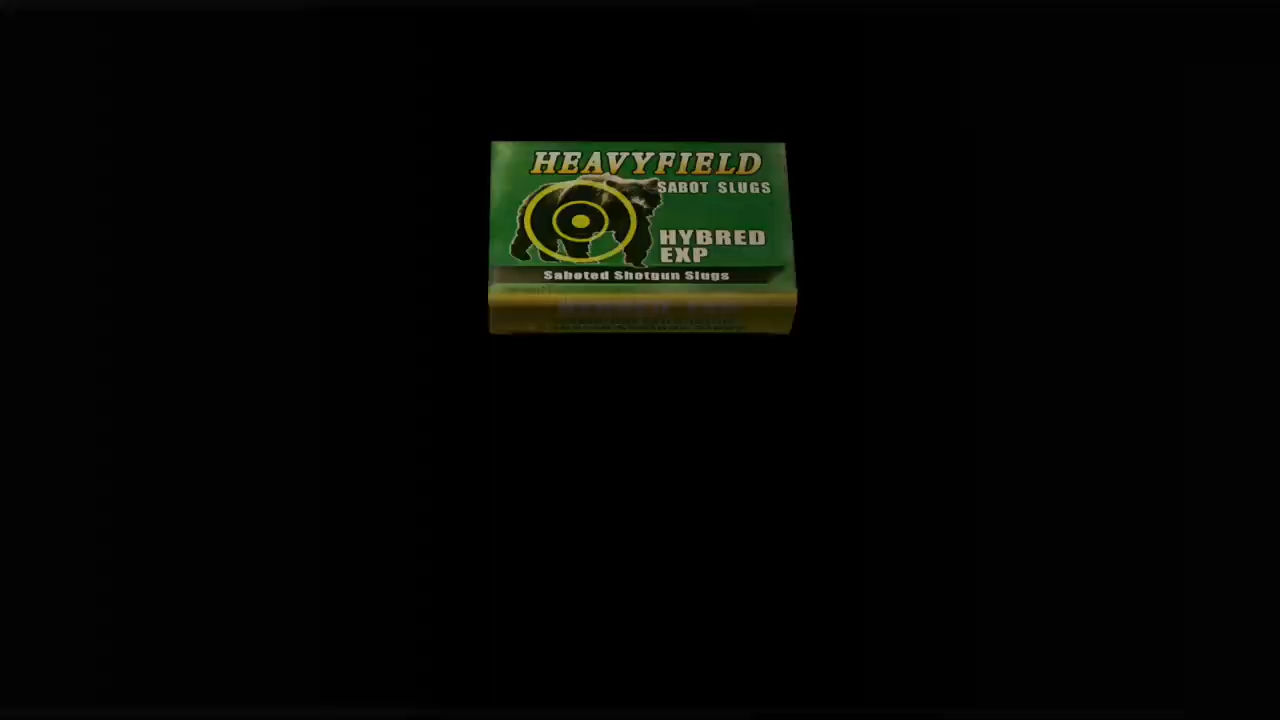 HEAVYFIELD
SABOT SLUGS
HYBRED
EXP
Saboted Shotgun Slugs